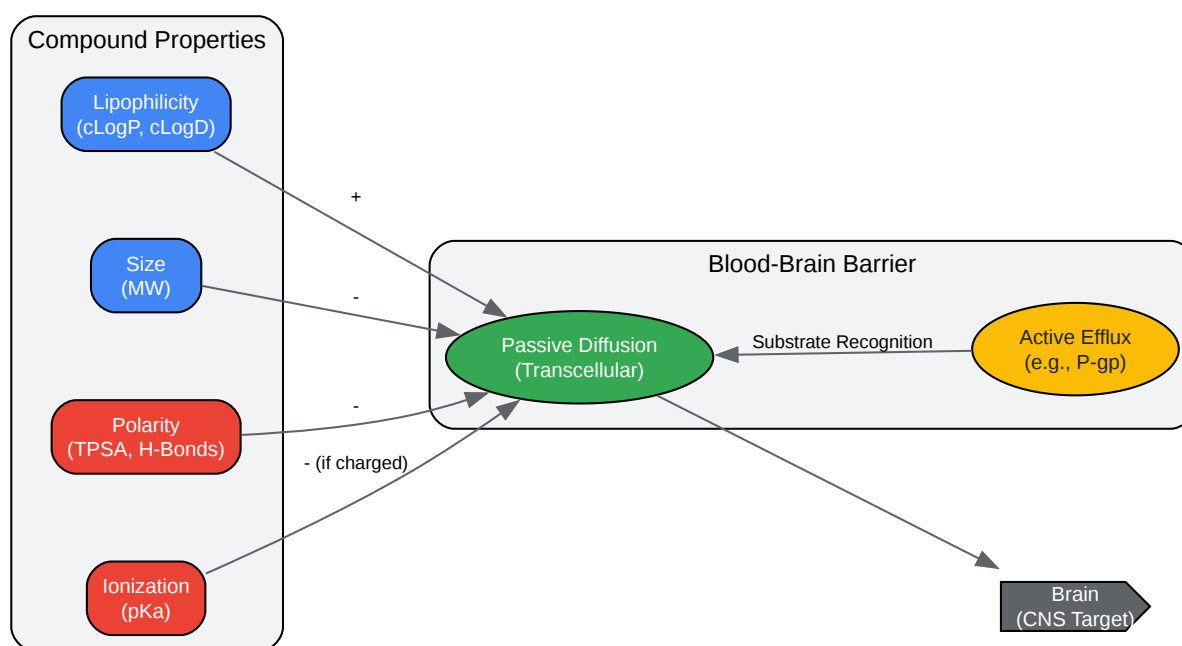 Compound Properties
Lipophilicity
(cLogP, cLogD)
+
Size
(MW)
-
Blood-Brain Barrier
Passive Diffusion
(Transcellular)
Substrate Recognition
Active Efflux
(e.g., P-gp)
Polarity
(TPSA, H-Bonds)
-
- (if charged)
Ionization
(pKa)
Brain
(CNS Target)